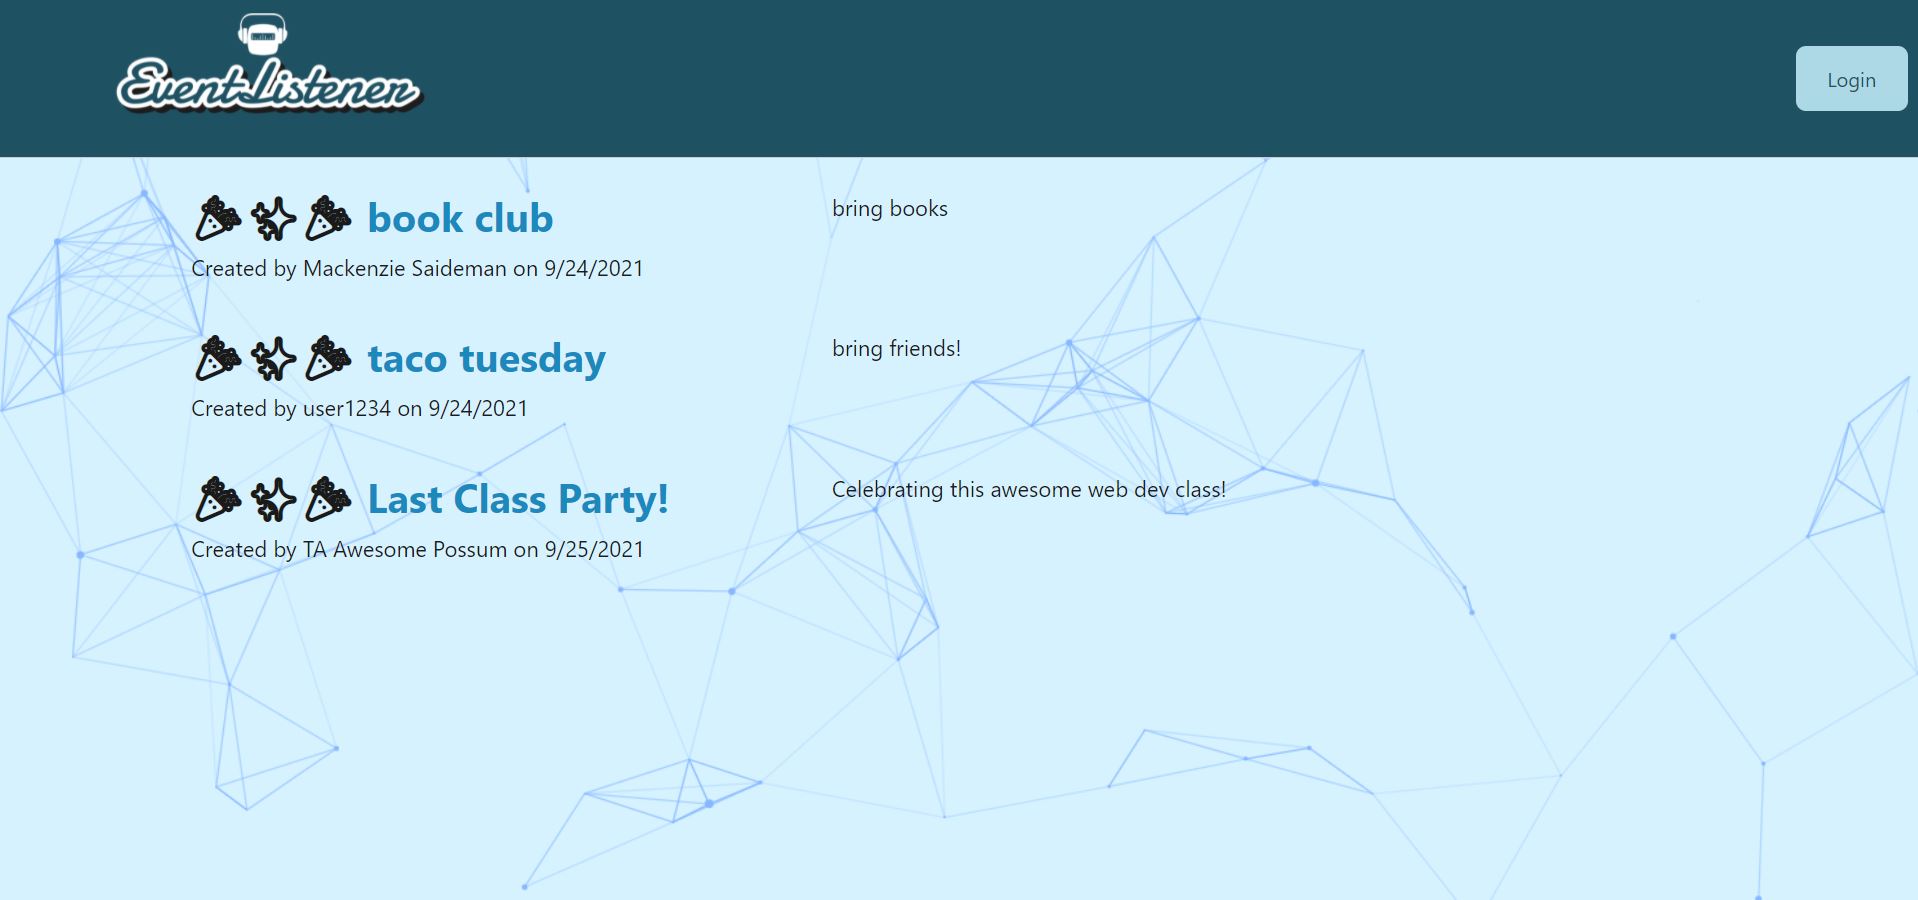 EventListener
Login
book club
bring books
Created by Mackenzie Saideman on 9/24/2021
taco tuesday
bring friends!
Created by user1234 on 9/24/2021
Last Class Party!
Celebrating this awesome web dev class!
Created by TA Awesome Possum on 9/25/2021